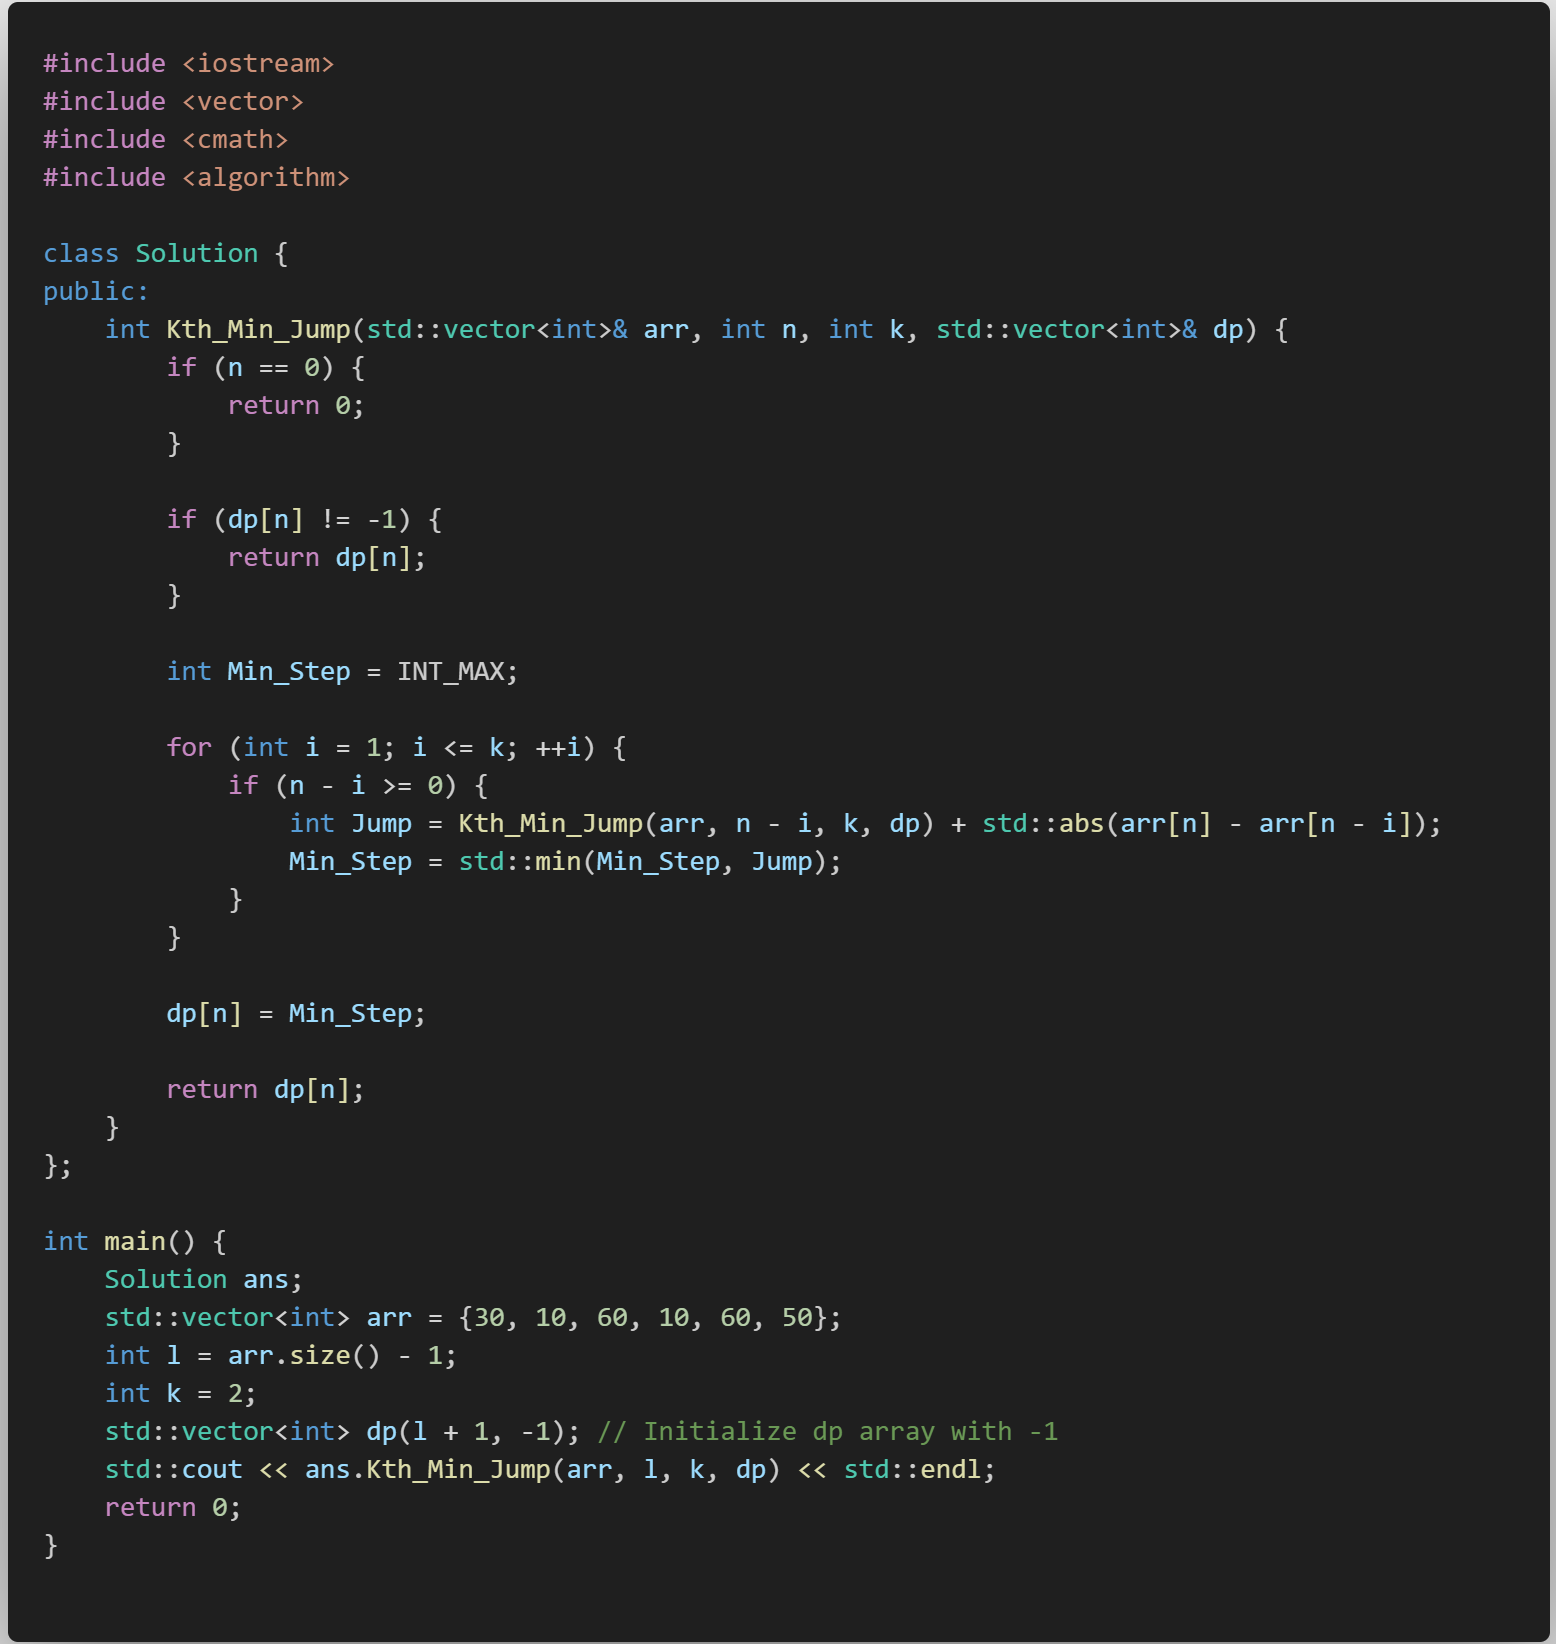 #include <iostream>
#include <vector>
#include <cmath>
#include <algorithm>

class Solution {
public:
    int Kth_Min_Jump(std::vector<int>& arr, int n, int k, std::vector<int>& dp) {
        if (n == 0) {
            return 0;
        }

        if (dp[n] != -1) {
            return dp[n];
        }

        int Min_Step = INT_MAX;

        for (int i = 1; i <= k; ++i) {
            if (n - i >= 0) {
                int Jump = Kth_Min_Jump(arr, n - i, k, dp) + std::abs(arr[n] - arr[n - i]);
                Min_Step = std::min(Min_Step, Jump);
            }
        }

        dp[n] = Min_Step;

        return dp[n];
    }
};

int main() {
    Solution ans;
    std::vector<int> arr = {30, 10, 60, 10, 60, 50};
    int l = arr.size() - 1;
    int k = 2;
    std::vector<int> dp(l + 1, -1); // Initialize dp array with -1
    std::cout << ans.Kth_Min_Jump(arr, l, k, dp) << std::endl;
    return 0;
}